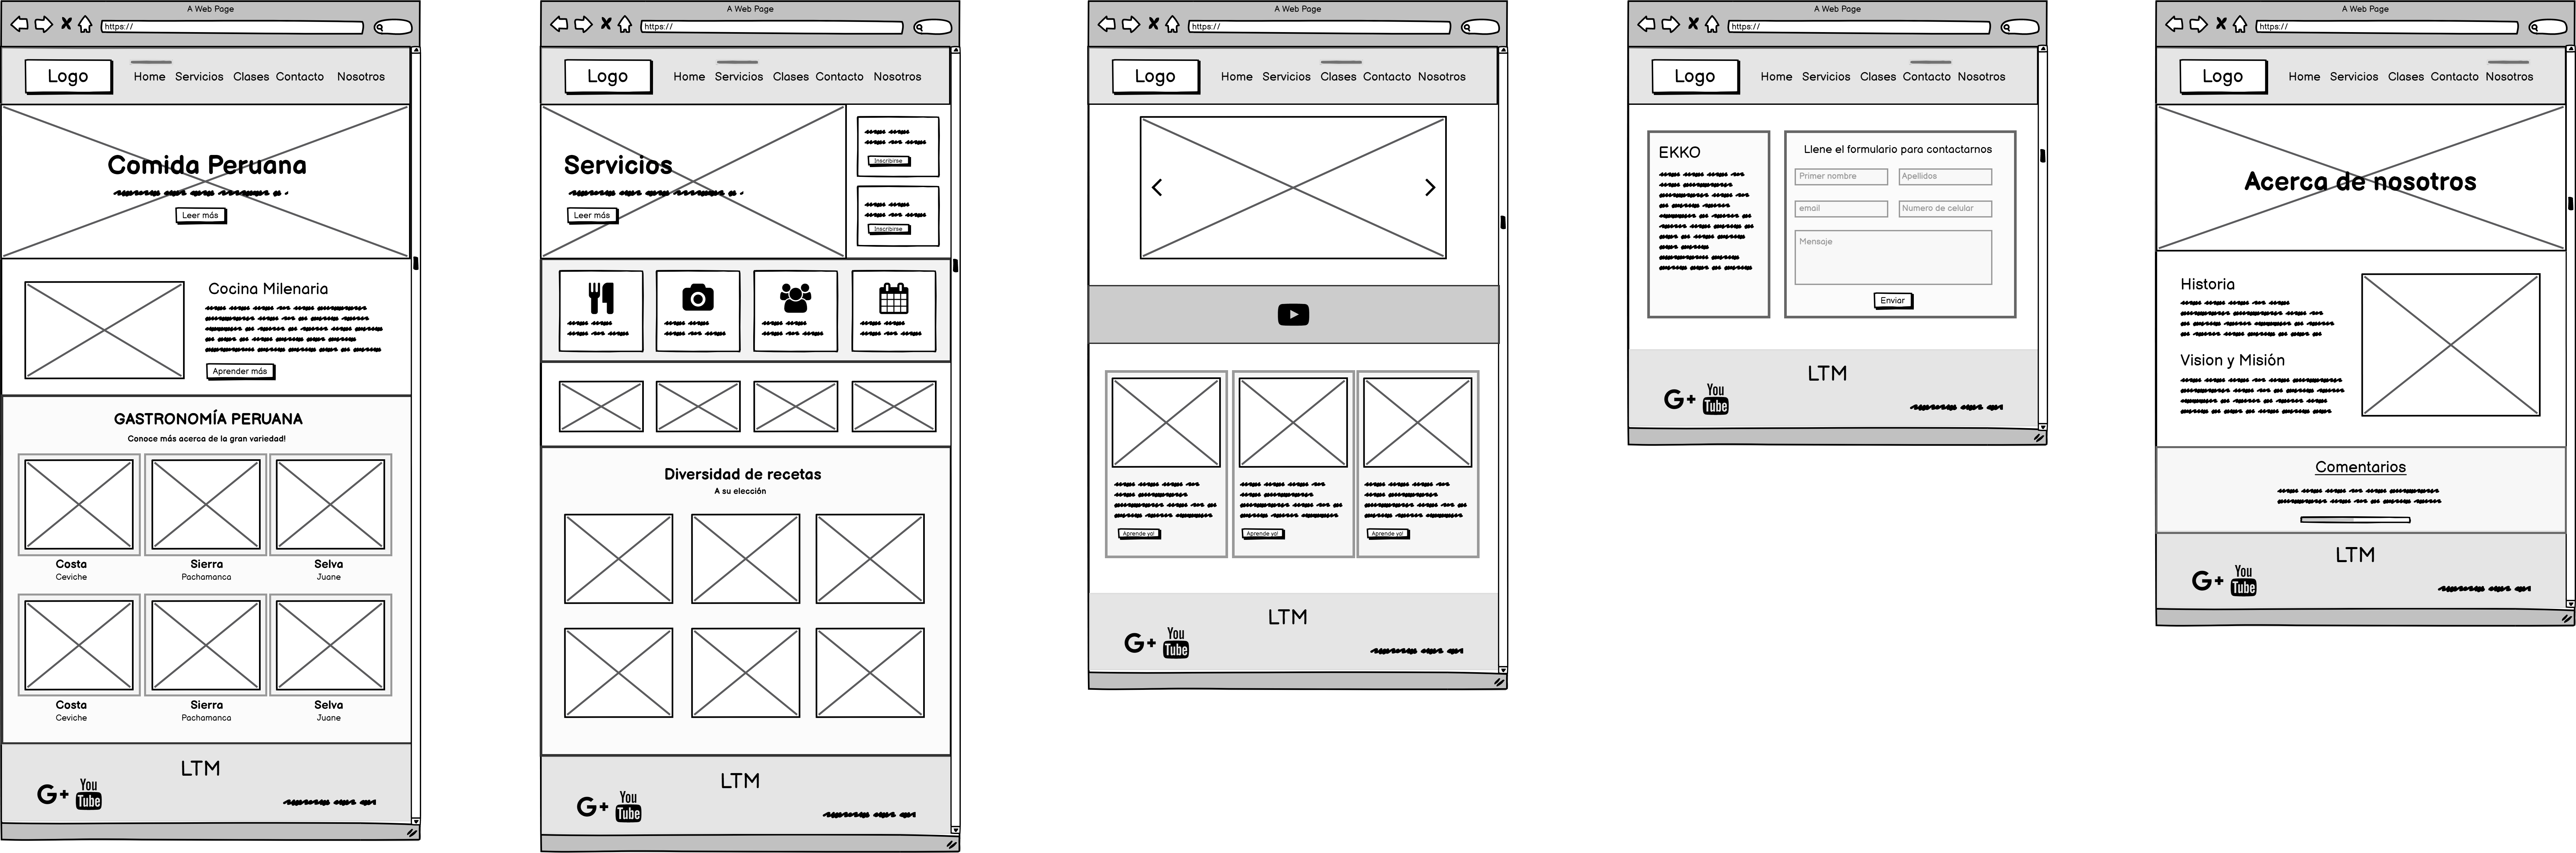 A Web Page
https://
Logo
Home Servicios Clases Contacto Nosotros
Comida Peruana
Leer más
Cocina Milenaria
Aprender más
GASTRONOMÍA PERUANA
Conoce más acerca de la gran variedad!
Costa Sierra Selva
Ceviche Pachamanca Juane
Costa Sierra Selva
Ceviche Pachamanca Juane
LTM
G+ You Tube
A Web Page
https://
Logo
Home Servicios Clases Contacto Nosotros
Servicios
Leer más
Inscribirse
Inscribirse
Diversidad de recetas
A su elección
LTM
G+ You Tube
A Web Page
https://
Logo
Home Servicios Clases Contacto Nosotros
Aprende yo! Aprende yo! Aprende yo!
LTM
G+ You Tube
A Web Page
https://
Logo
Home Servicios Clases Contacto Nosotros
EKKO
Llene el formulario para contactarnos
Primer nombre Apellidos
email Numero de celular
Mensaje
Enviar
LTM
G+ You Tube
A Web Page
https://
Logo
Home Servicios Clases Contacto Nosotros
Acerca de nosotros
Historia
Vision y Misión
Comentarios
LTM
G+ You Tube